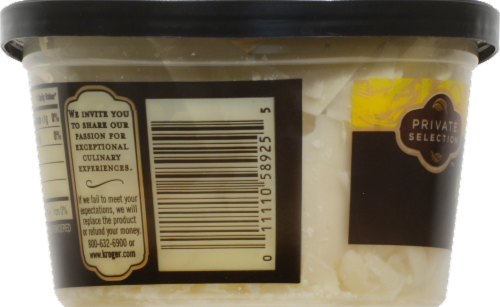 WE INVITE YOU
TO SHARE OUR
PASSION FOR
EXCEPTIONAL
CULINARY
EXPERIENCES.
If we fail to meet your
expectations, we will
replace the product
or refund your money.
800-632-6900 or
www.kroger.com
0 11110 58925 5
PRIVATE
SELECTION
8%
8%